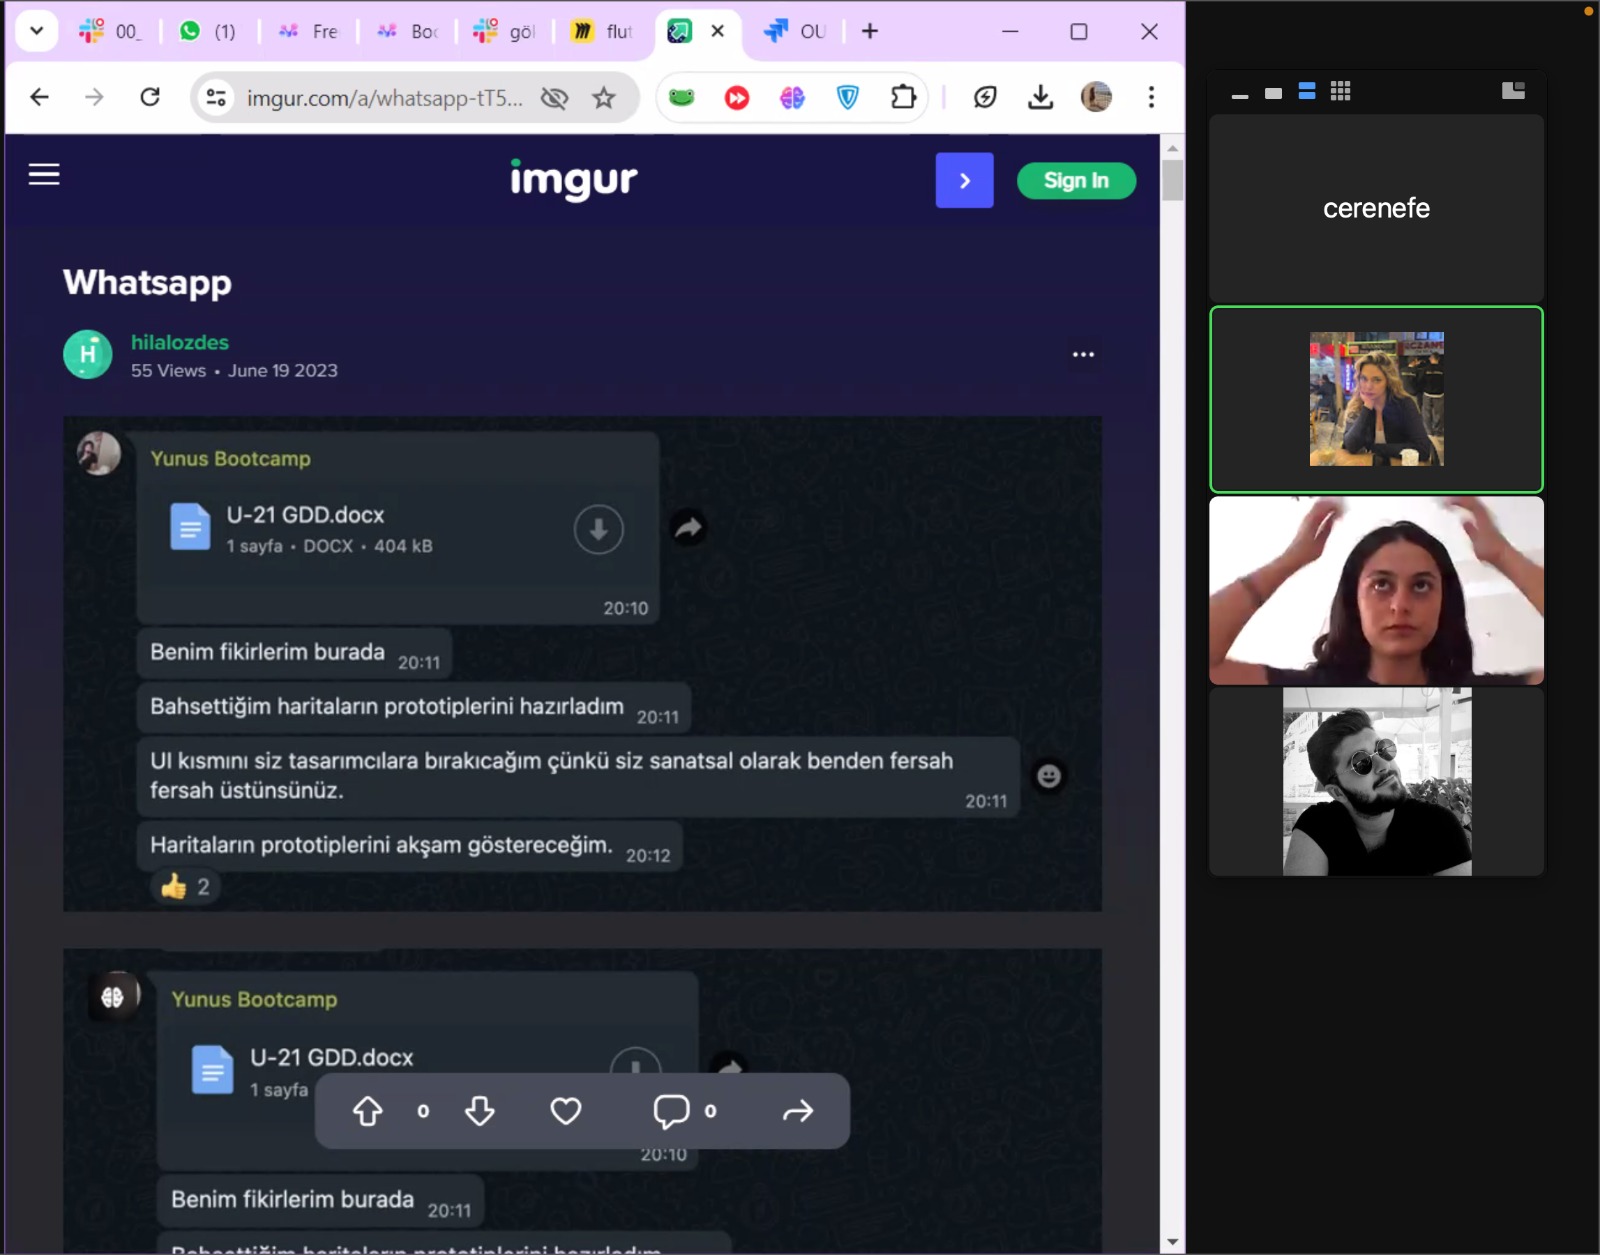 00_
(1)
Fre
Boo
göl
flut
OU
imgur.com/a/whatsapp-tT5...
imgur
Sign In
Whatsapp
H
hilalozdes
55 Views • June 19 2023
Yunus Bootcamp
U-21 GDD.docx
1 sayfa • DOCX • 404 kB
20:10
Benim fikirlerim burada 20:11
Bahsettiğim haritaların prototiplerini hazırladım 20:11
UI kısmını siz tasarımcılara bırakıcağım çünkü siz sanatsal olarak benden fersah
fersah üstünsünüz.
20:11
Haritaların prototiplerini akşam göstereceğim. 20:12
2
Yunus Bootcamp
U-21 GDD.docx
1 sayfa
0
0
20:10
Benim fikirlerim burada 20:11
Bahsettiğim haritaların prototiplerini hazırladım
cerenefe